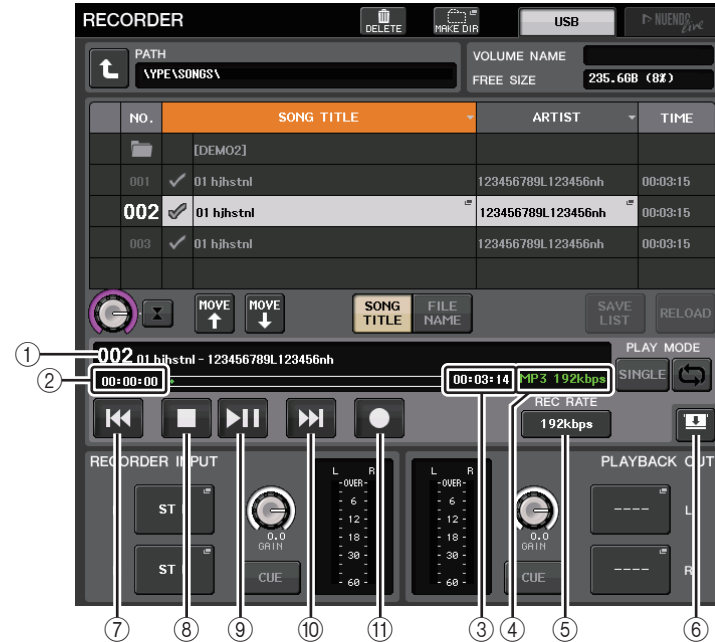 RECORDER DELETE MAKE DIR USB NUENDO Live
PATH VOLUME NAME
\YPE\SONGS\ FREE SIZE 235.6GB (8%)
NO. SONG TITLE ARTIST TIME
[DEMO2]
001 01 hjhstnl 123456789L123456nh 00:03:15
002 01 hjhstnl 123456789L123456nh 00:03:15
003 01 hjhstnl 123456789L123456nh 00:03:15
MOVE MOVE SONG TITLE FILE NAME SAVE LIST RELOAD
① 002 01 hjhstnl - 123456789L123456nh PLAY MODE
② 00:00:00 00:03:14 MP3 192kbps SINGLE
REC RATE
192kbps
RECORDER INPUT L R L R PLAYBACK OUT
-OVER- -OVER-
ST 6 6 ---- L
12 12
0.0 18 18 0.0
GAIN 30 30 GAIN
ST CUE 60 60 CUE ---- R
⑦ ⑧ ⑨ ⑩ ⑪ ③ ④ ⑤ ⑥